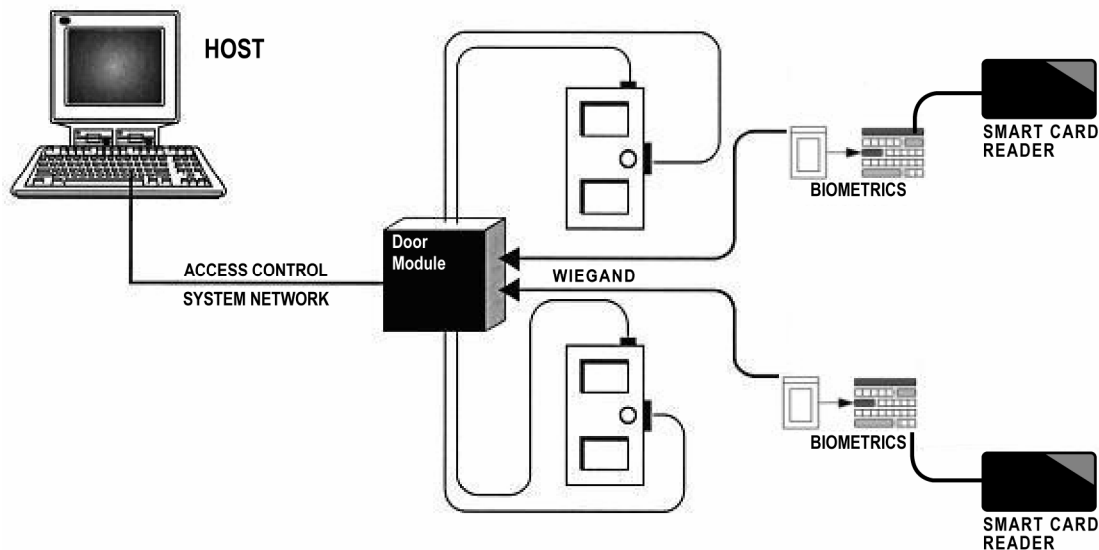 HOST
SMART CARD
READER
BIOMETRICS
Door
Module
ACCESS CONTROL
SYSTEM NETWORK
WIEGAND
BIOMETRICS
SMART CARD
READER